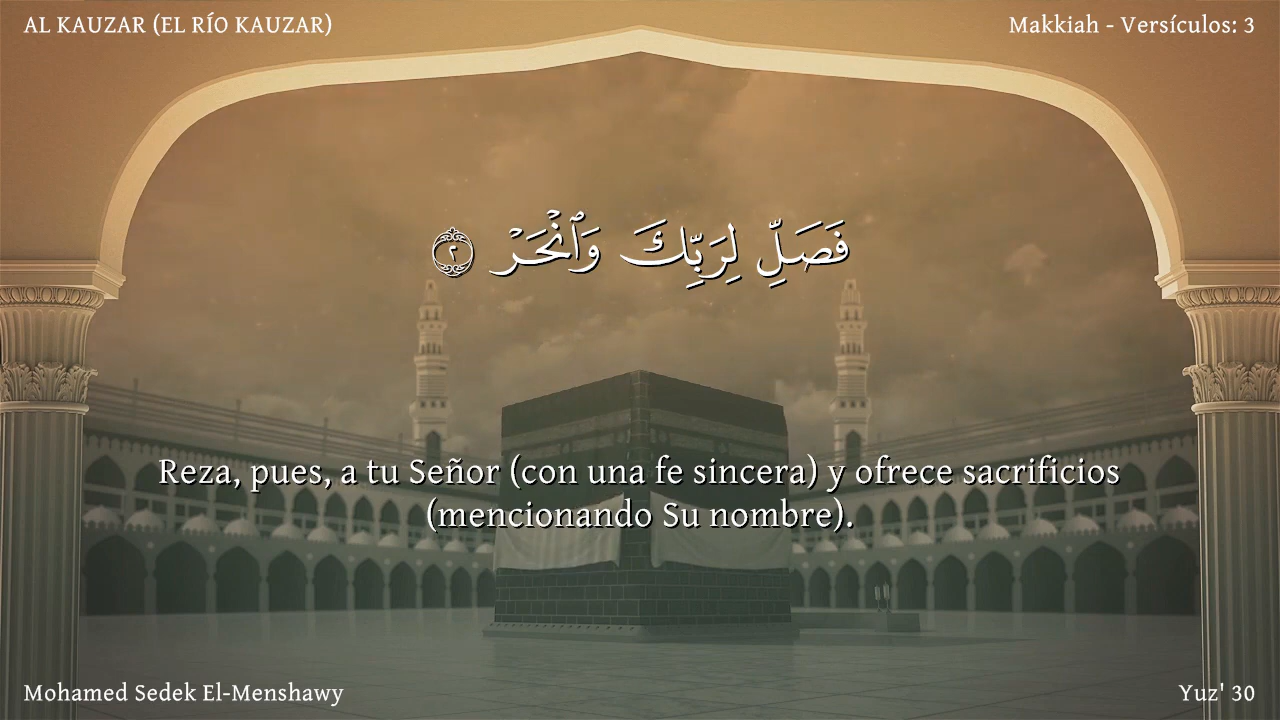 AL KAUZAR (EL RÍO KAUZAR)
Makkiah - Versículos: 3
فَصَلِّ لِرَبِّكَ وَٱنْحَرْ ٢
Reza, pues, a tu Señor (con una fe sincera) y ofrece sacrificios
(mencionando Su nombre).
Mohamed Sedek El-Menshawy
Yuz' 30